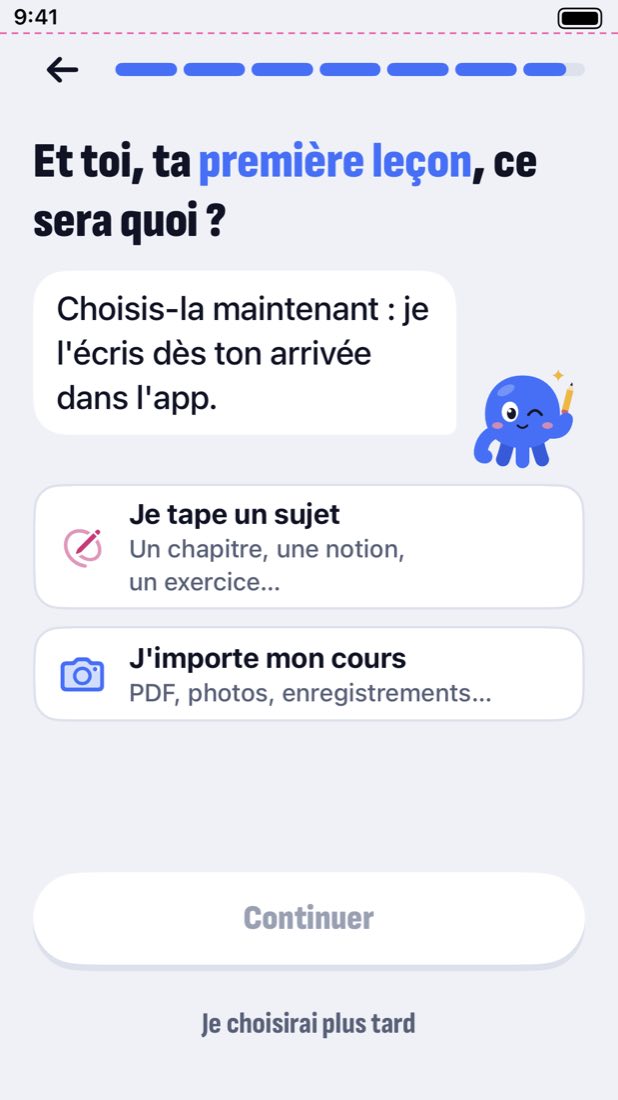 9:41
Et toi, ta première leçon, ce
sera quoi ?
Choisis-la maintenant : je
l'écris dès ton arrivée
dans l'app.
Je tape un sujet
Un chapitre, une notion,
un exercice...
J'importe mon cours
PDF, photos, enregistrements...
Continuer
Je choisirai plus tard